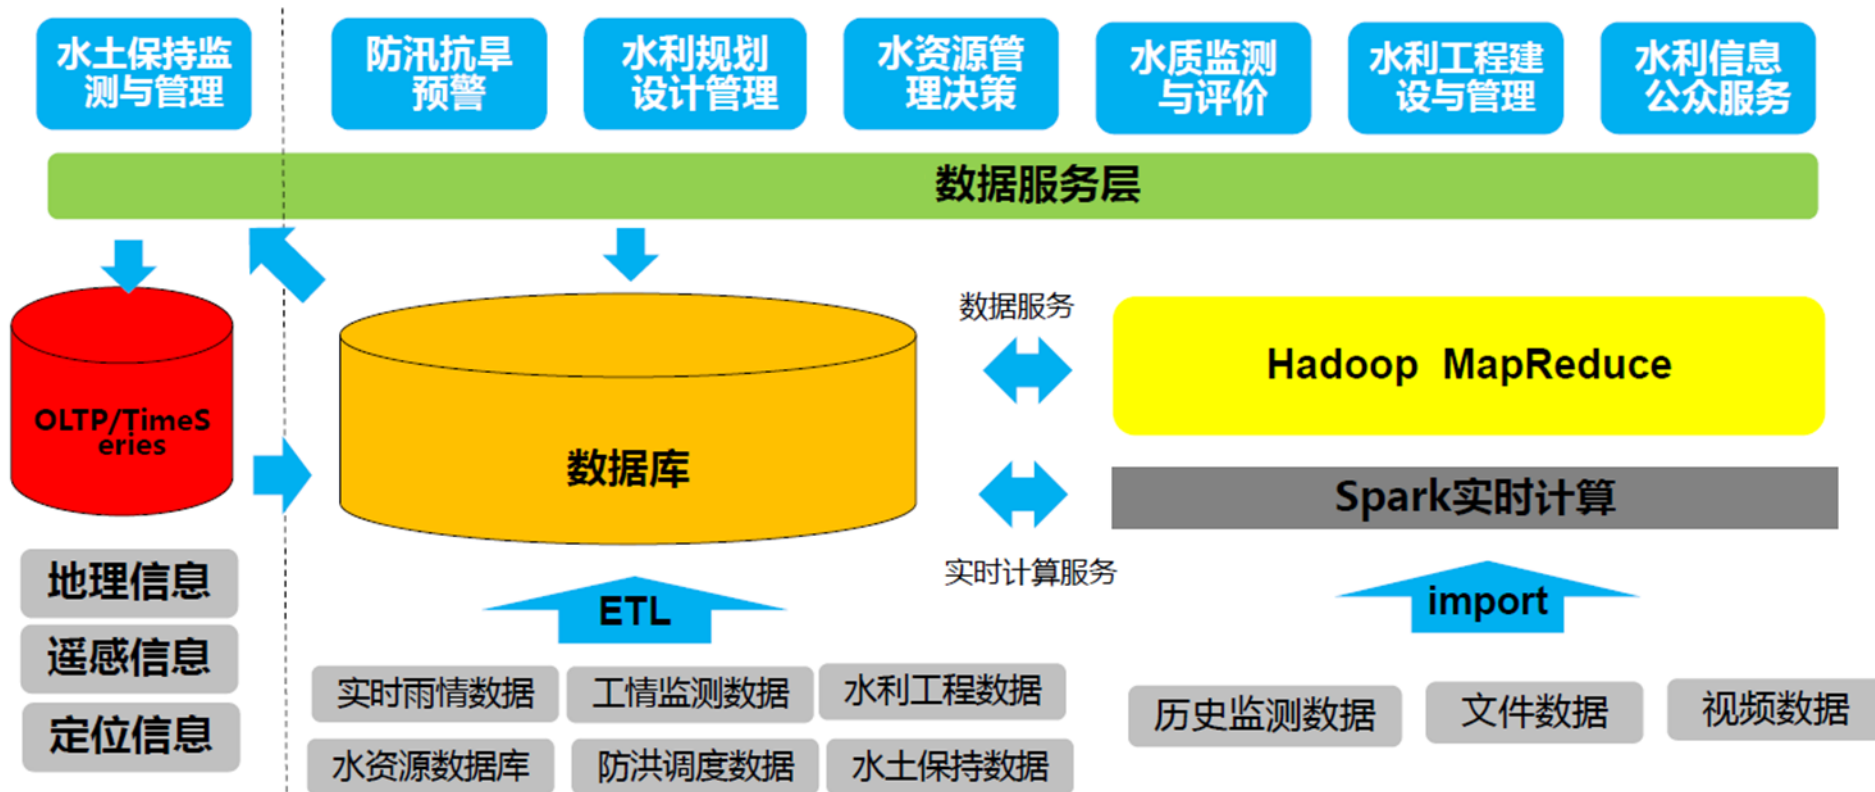 水土保持监
测与管理
防汛抗旱
预警
水利规划
设计管理
水资源管
理决策
水质监测
与评价
水利工程建
设与管理
水利信息
公众服务
数据服务层
OLTP/TimeS
eries
数据库
数据服务
Hadoop MapReduce
Spark实时计算
实时计算服务
地理信息
遥感信息
定位信息
ETL
import
实时雨情数据
工情监测数据
水利工程数据
水资源数据库
防洪调度数据
水土保持数据
历史监测数据
文件数据
视频数据